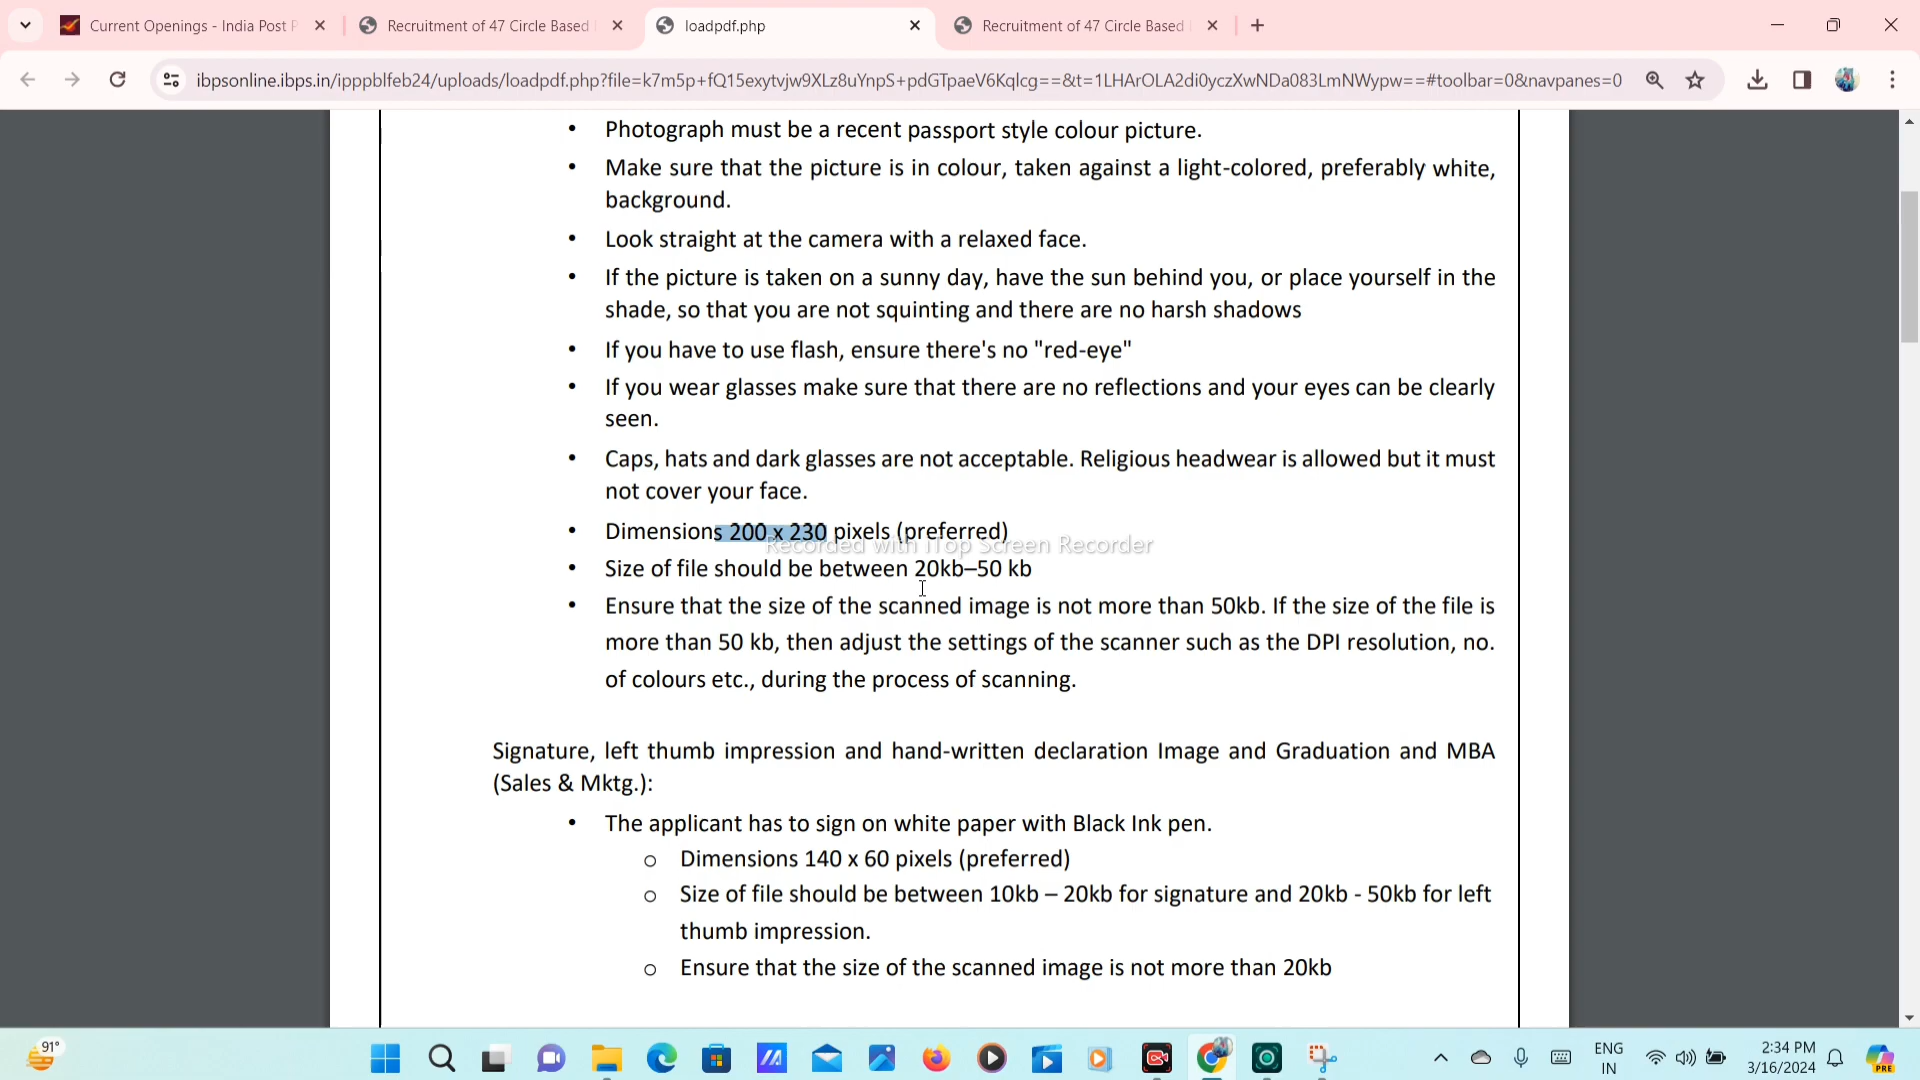 Current Openings - India Post P
Recruitment of 47 Circle Based
loadpdf.php
Recruitment of 47 Circle Based
ibpsonline.ibps.in/ipppblfeb24/uploads/loadpdf.php?file=k7m5p+fQ15exytvjw9XLz8uYnpS+pdGTpaeV6Kqlcg==&t=1LHArOLA2di0yczXwNDa083LmNWypw==#toolbar=0&navpanes=0
• Photograph must be a recent passport style colour picture.
• Make sure that the picture is in colour, taken against a light-colored, preferably white,
background.
• Look straight at the camera with a relaxed face.
• If the picture is taken on a sunny day, have the sun behind you, or place yourself in the
shade, so that you are not squinting and there are no harsh shadows
• If you have to use flash, ensure there's no "red-eye"
• If you wear glasses make sure that there are no reflections and your eyes can be clearly
seen.
• Caps, hats and dark glasses are not acceptable. Religious headwear is allowed but it must
not cover your face.
• Dimensions 200 x 230 pixels (preferred)
Recorded with iTop Screen Recorder
• Size of file should be between 20kb–50 kb
• Ensure that the size of the scanned image is not more than 50kb. If the size of the file is
more than 50 kb, then adjust the settings of the scanner such as the DPI resolution, no.
of colours etc., during the process of scanning.
Signature, left thumb impression and hand-written declaration Image and Graduation and MBA
(Sales & Mktg.):
• The applicant has to sign on white paper with Black Ink pen.
o Dimensions 140 x 60 pixels (preferred)
o Size of file should be between 10kb – 20kb for signature and 20kb - 50kb for left
thumb impression.
o Ensure that the size of the scanned image is not more than 20kb
91°
ENG
IN
2:34 PM
3/16/2024
PRE